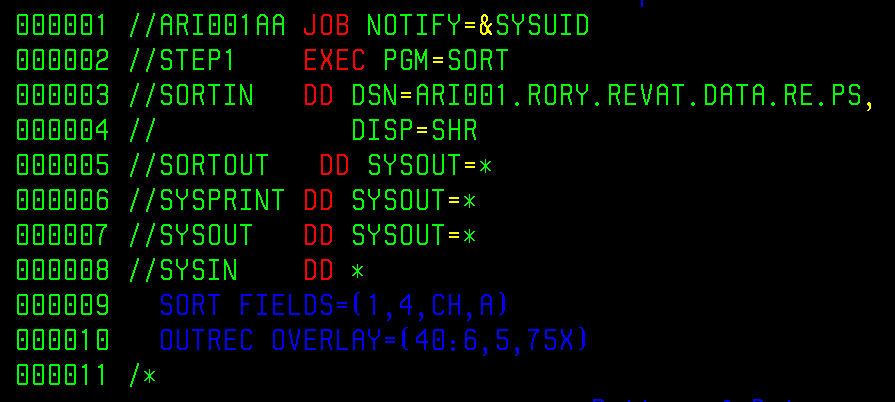 000001 //ARI001AA JOB NOTIFY=&SYSUID
000002 //STEP1    EXEC PGM=SORT
000003 //SORTIN   DD DSN=ARI001.RORY.REVAT.DATA.RE.PS,
000004 //            DISP=SHR
000005 //SORTOUT   DD SYSOUT=*
000006 //SYSPRINT DD SYSOUT=*
000007 //SYSOUT   DD SYSOUT=*
000008 //SYSIN    DD *
000009   SORT FIELDS=(1,4,CH,A)
000010   OUTREC OVERLAY=(40:6,5,75X)
000011 /*